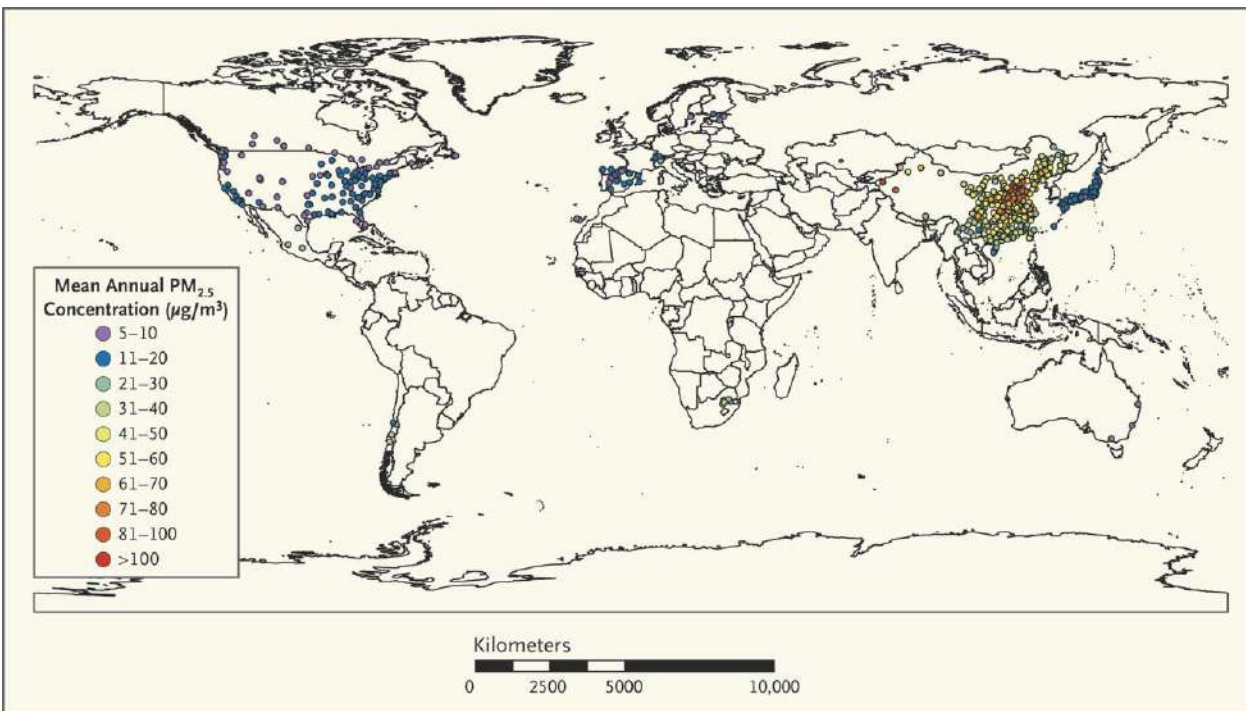 Mean Annual PM2.5
Concentration (µg/m³)
5–10
11–20
21–30
31–40
41–50
51–60
61–70
71–80
81–100
>100
Kilometers
0 2500 5000 10,000